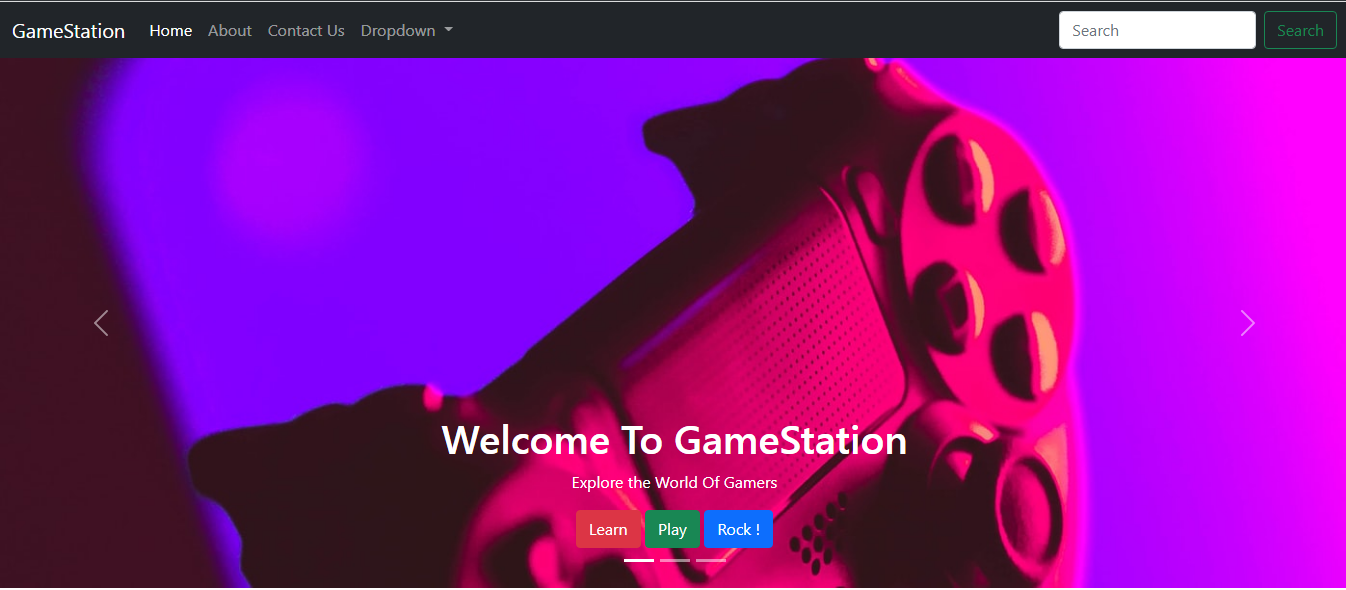 GameStation Home About Contact Us Dropdown Search Search
Welcome To GameStation
Explore the World Of Gamers
Learn Play Rock !